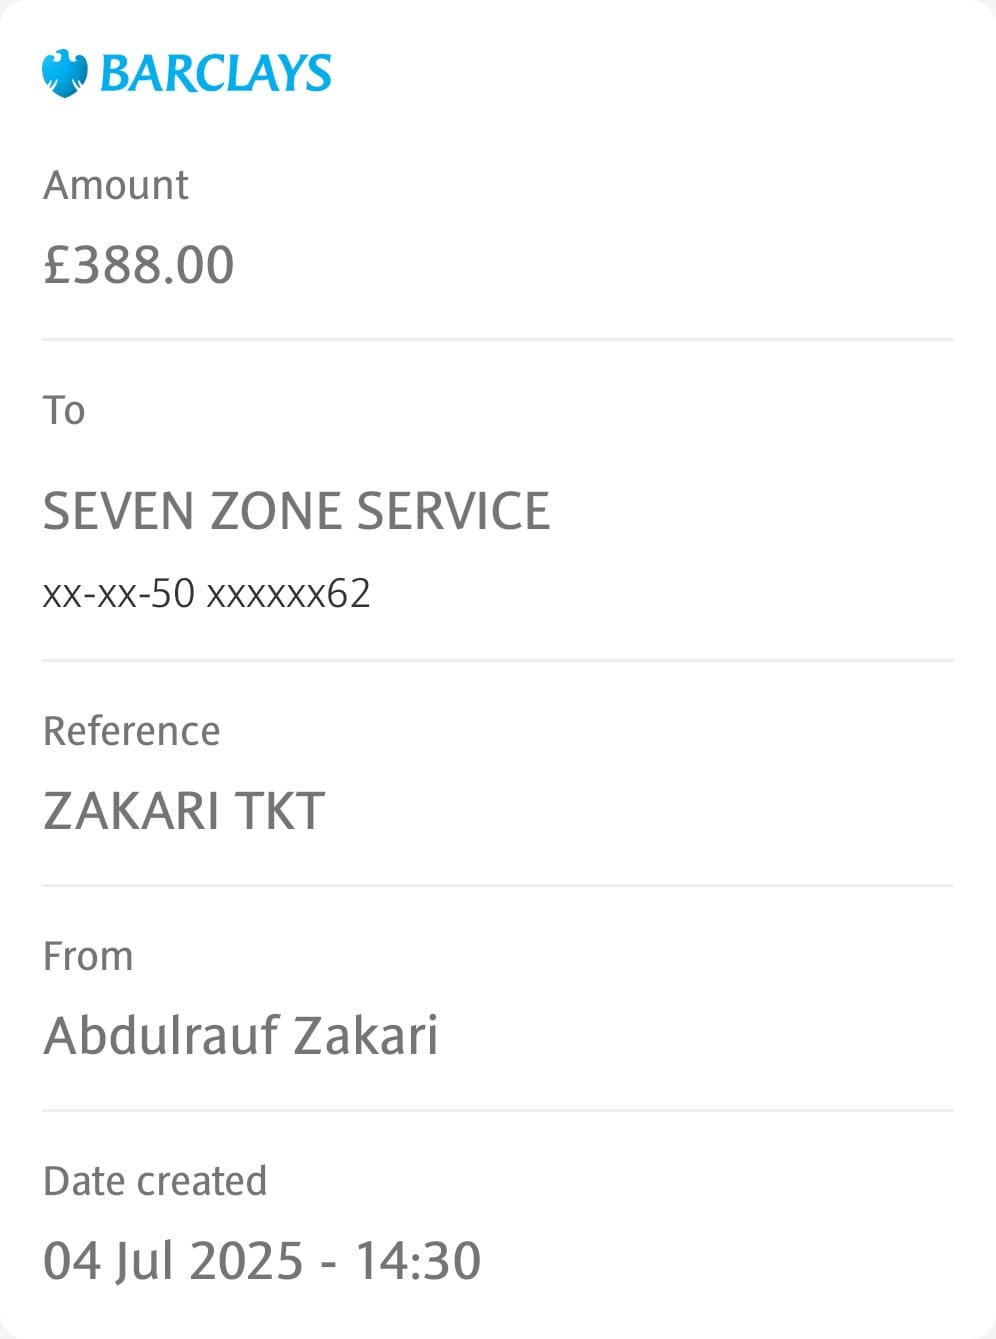 BARCLAYS
Amount
£388.00
To
SEVEN ZONE SERVICE
xx-xx-50 xxxxxx62
Reference
ZAKARI TKT
From
Abdulrauf Zakari
Date created
04 Jul 2025 - 14:30